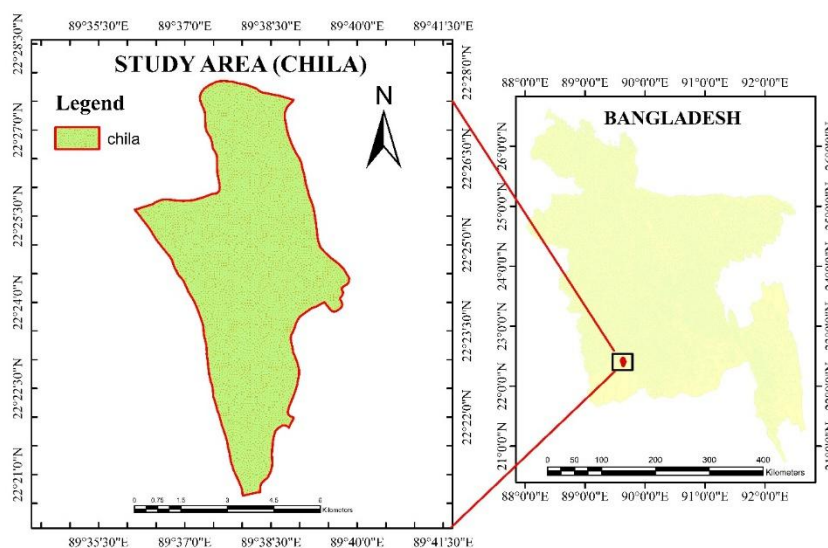 89°35'30"E 89°37'0"E 89°38'30"E 89°40'0"E 89°41'30"E
STUDY AREA (CHILA)
Legend
chila
N
22°28'30"N
22°27'0"N
22°25'30"N
22°24'0"N
22°22'30"N
22°21'0"N
22°28'0"N
22°26'30"N
22°25'0"N
22°23'30"N
22°22'0"N
0 0.75 1.5 3 4.5 6
Kilometers
89°35'30"E 89°37'0"E 89°38'30"E 89°40'0"E 89°41'30"E
88°0'0"E 89°0'0"E 90°0'0"E 91°0'0"E 92°0'0"E
BANGLADESH
26°0'0"N
25°0'0"N
24°0'0"N
23°0'0"N
22°0'0"N
21°0'0"N
0 50 100 200 300 400
Kilometers
88°0'0"E 89°0'0"E 90°0'0"E 91°0'0"E 92°0'0"E